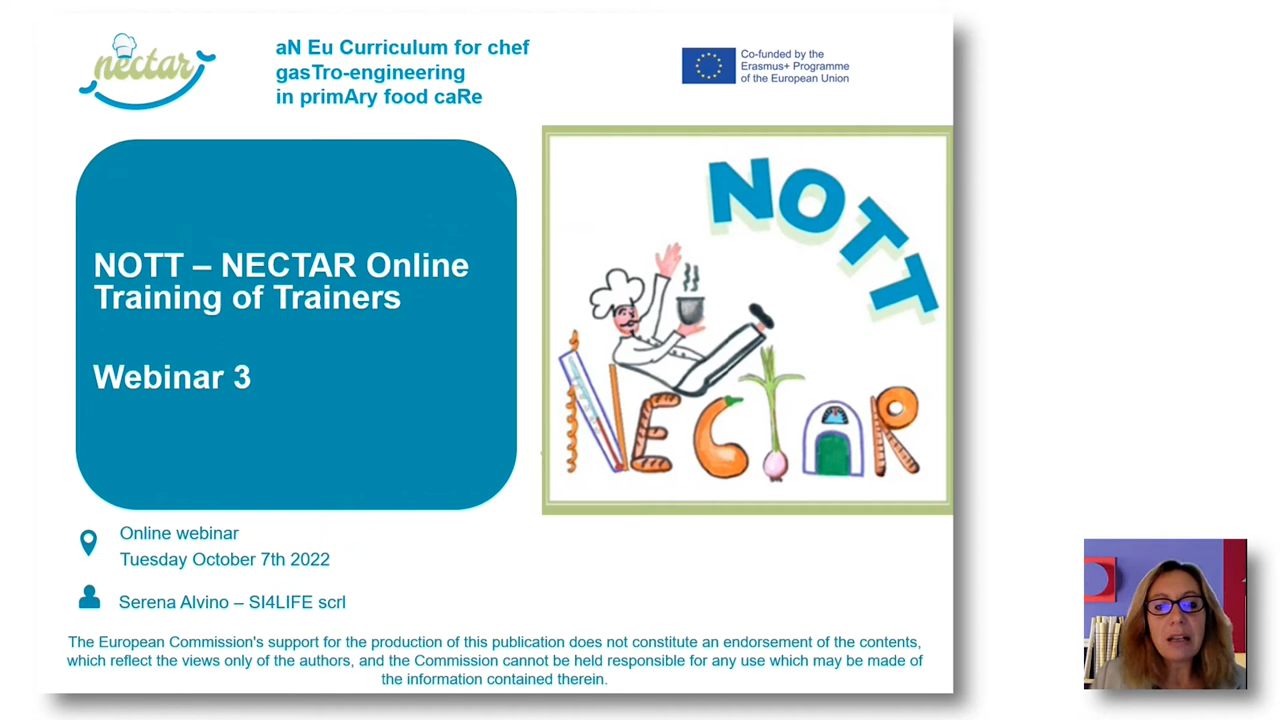 nectar
aN Eu Curriculum for chef
gasTro-engineering
in primAry food caRe
Co-funded by the
Erasmus+ Programme
of the European Union
NOTT – NECTAR Online
Training of Trainers
Webinar 3
NOTT
NECTAR
Online webinar
Tuesday October 7th 2022
Serena Alvino – SI4LIFE scrl
The European Commission's support for the production of this publication does not constitute an endorsement of the contents,
which reflect the views only of the authors, and the Commission cannot be held responsible for any use which may be made of
the information contained therein.